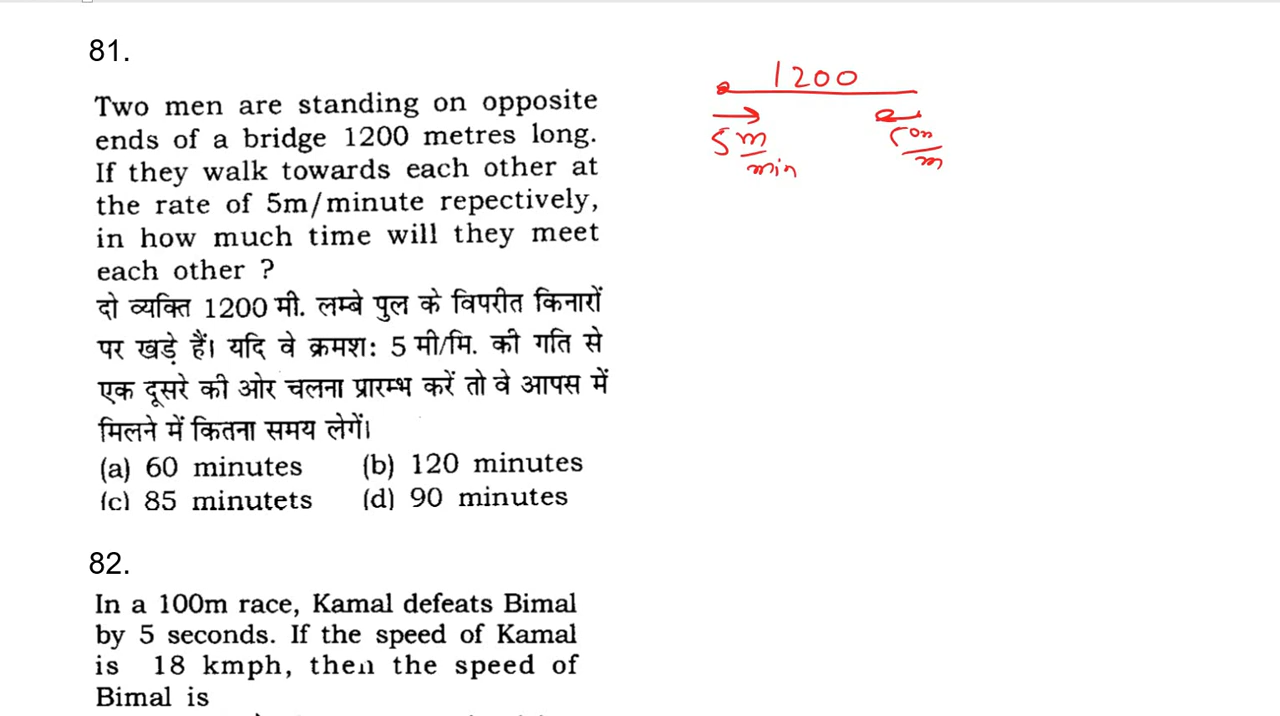 81.
1200
Two men are standing on opposite
ends of a bridge 1200 metres long.
If they walk towards each other at
the rate of 5m/minute repectively,
in how much time will they meet
each other ?
5 m/min
दो व्यक्ति 1200 मी. लम्बे पुल के विपरीत किनारों
पर खड़े हैं। यदि वे क्रमश: 5 मी/मि. की गति से
एक दूसरे की ओर चलना प्रारम्भ करें तो वे आपस में
मिलने में कितना समय लेगें।
(a) 60 minutes (b) 120 minutes
(c) 85 minutets (d) 90 minutes
82.
In a 100m race, Kamal defeats Bimal
by 5 seconds. If the speed of Kamal
is 18 kmph, then the speed of
Bimal is